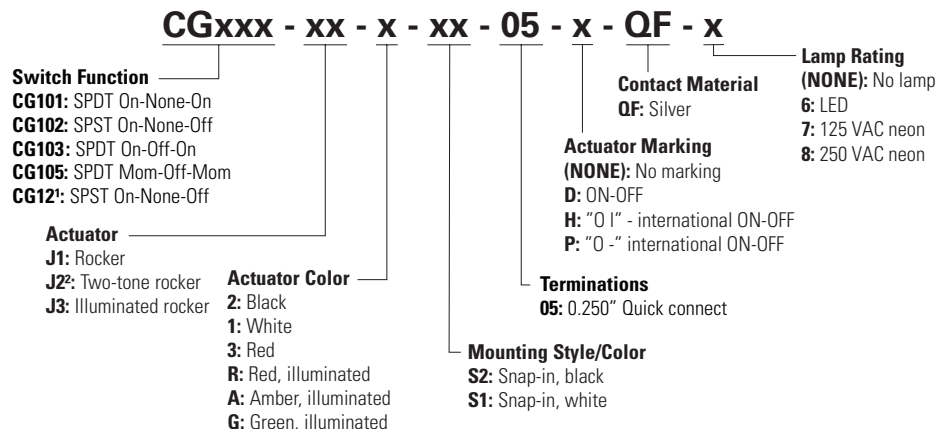 CGxxx - xx - x - xx - 05 - x - QF - x
Switch Function
CG101: SPDT On-None-On
CG102: SPST On-None-Off
CG103: SPDT On-Off-On
CG105: SPDT Mom-Off-Mom
CG12¹: SPST On-None-Off
Actuator
J1: Rocker
J2²: Two-tone rocker
J3: Illuminated rocker
Actuator Color
2: Black
1: White
3: Red
R: Red, illuminated
A: Amber, illuminated
G: Green, illuminated
Mounting Style/Color
S2: Snap-in, black
S1: Snap-in, white
Terminations
05: 0.250” Quick connect
Actuator Marking
(NONE): No marking
D: ON-OFF
H: ”O I” - international ON-OFF
P: ”O -“ international ON-OFF
Contact Material
QF: Silver
Lamp Rating
(NONE): No lamp
6: LED
7: 125 VAC neon
8: 250 VAC neon